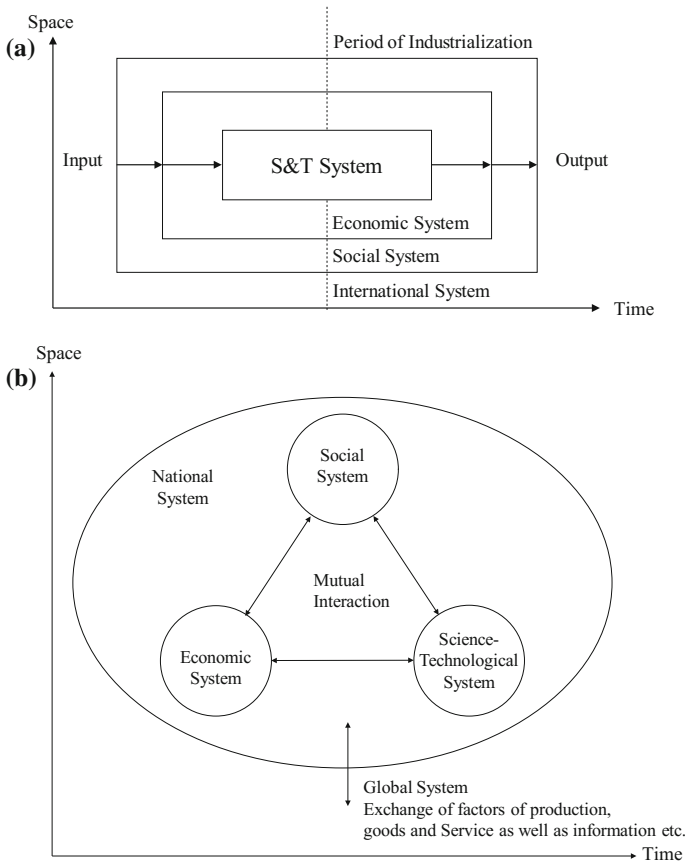 Space
(a)
Period of Industrialization
Input
S&T System
Output
Economic System
Social System
International System
Time
Space
(b)
Social
System
National
System
Mutual
Interaction
Economic
System
Science-
Technological
System
Global System
Exchange of factors of production,
goods and Service as well as information etc.
Time